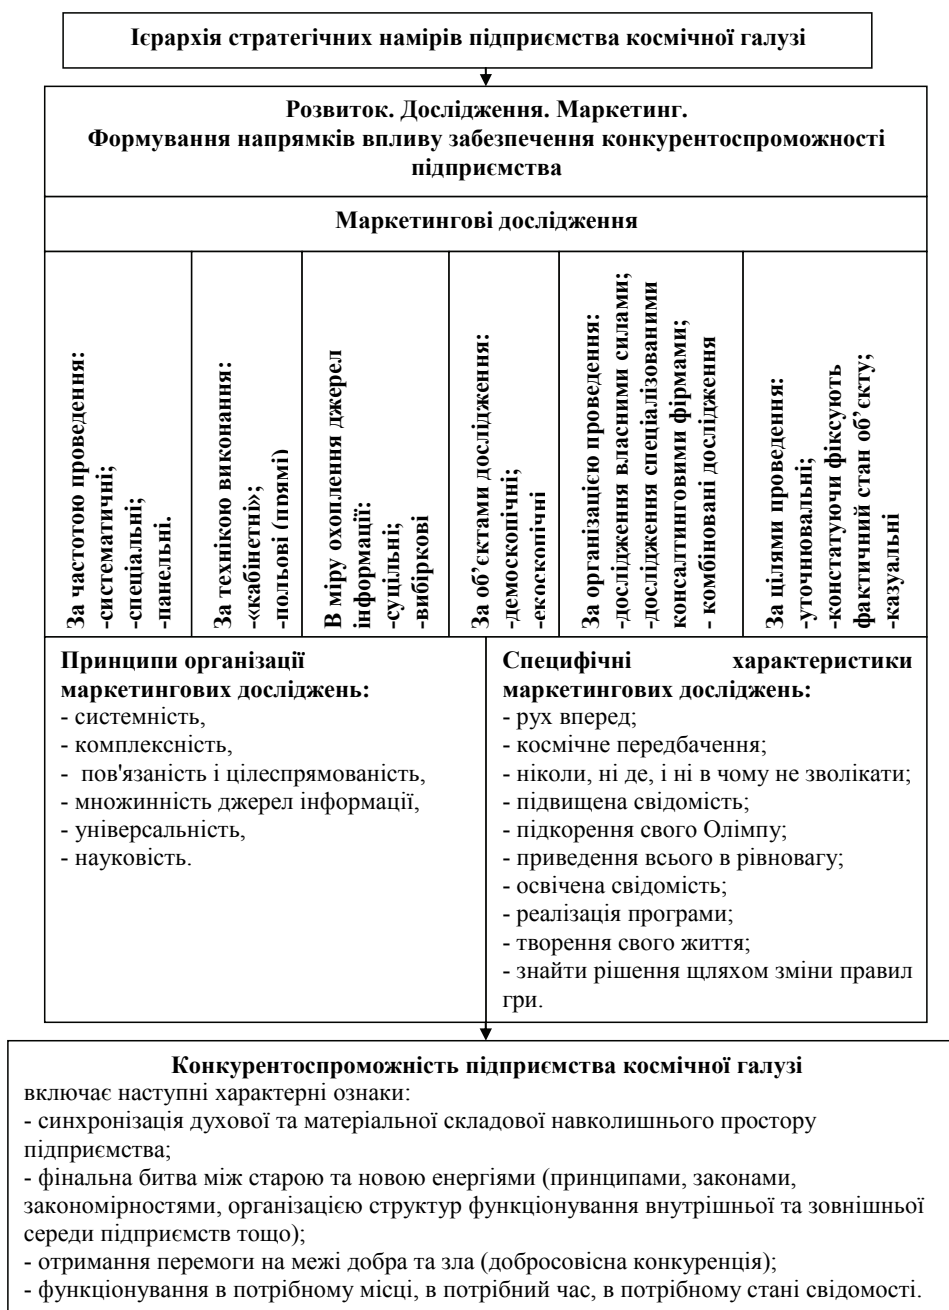 Ієрархія стратегічних намірів підприємства космічної галузі
Розвиток. Дослідження. Маркетинг.
Формування напрямків впливу забезпечення конкурентоспроможності
підприємства
Маркетингові дослідження
За частотою проведення:
-систематичні;
-спеціальні;
-панельні.
За технікою виконання:
-«кабінетні»;
-польові (прямі)
В міру охоплення джерел
інформації:
-суцільні;
-вибіркові
За об’єктами дослідження:
-демоскопічні;
-екоскопічні
За організацією проведення:
-дослідження власними силами;
-дослідження спеціалізованими
консалтинговими фірмами;
- комбіновані дослідження
За цілями проведення:
-уточнювальні;
-констатуючи фіксують
фактичний стан об’єкту;
-казуальні
Принципи організації
маркетингових досліджень:
- системність,
- комплексність,
- пов'язаність і цілеспрямованість,
- множинність джерел інформації,
- універсальність,
- науковість.
Специфічні характеристики
маркетингових досліджень:
- рух вперед;
- космічне передбачення;
- ніколи, ні де, і ні в чому не зволікати;
- підвищена свідомість;
- підкорення свого Олімпу;
- приведення всього в рівновагу;
- освічена свідомість;
- реалізація програми;
- творення свого життя;
- знайти рішення щляхом зміни правил
гри.
Конкурентоспроможність підприємства космічної галузі
включає наступні характерні ознаки:
- синхронізація духової та матеріальної складової навколишнього простору
підприємства;
- фінальна битва між старою та новою енергіями (принципами, законами,
закономірностями, організацією структур функціонування внутрішньої та зовнішньої
середи підприємств тощо);
- отримання перемоги на межі добра та зла (добросовісна конкуренція);
- функціонування в потрібному місці, в потрібний час, в потрібному стані свідомості.